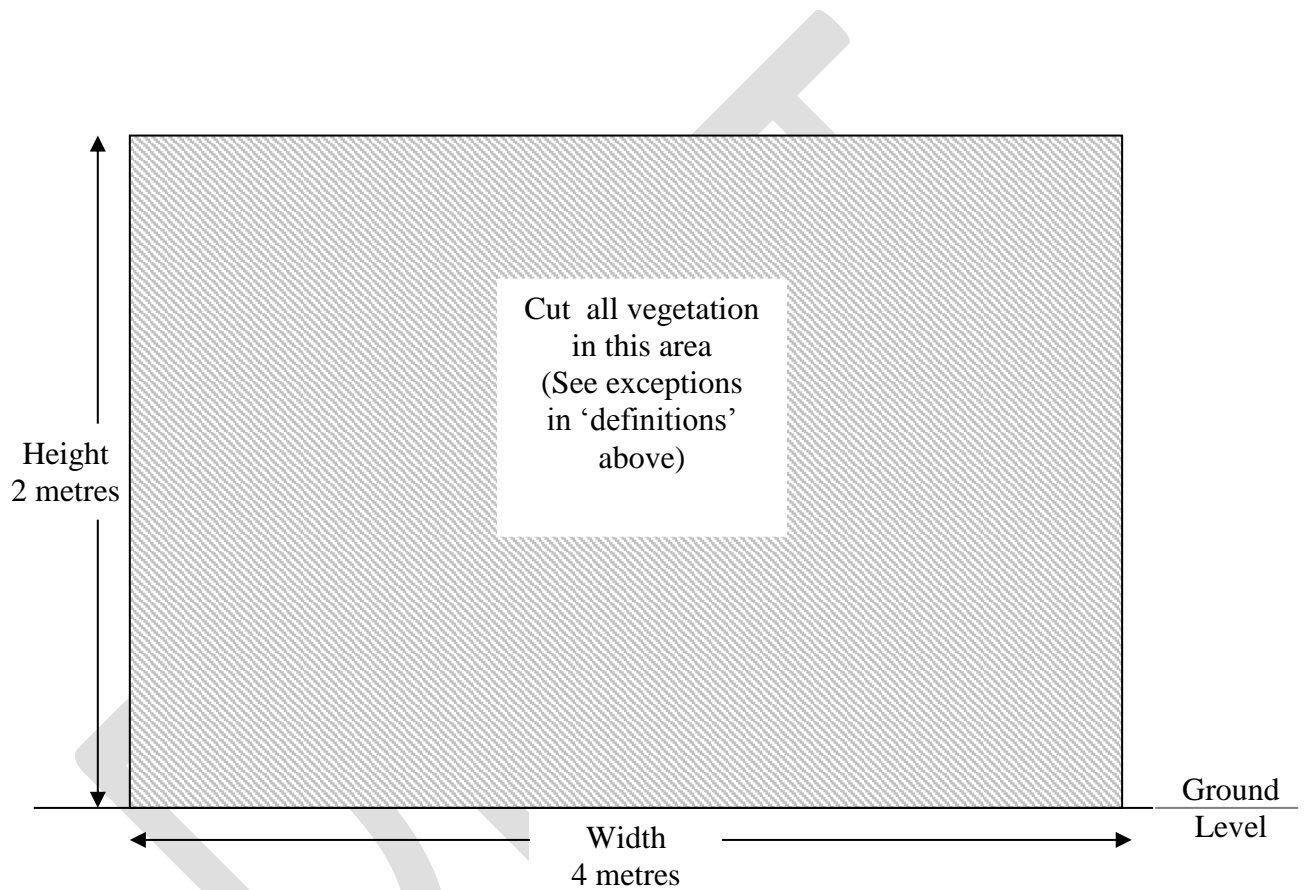 Cut  all vegetation
in this area
(See exceptions
in ‘definitions’
above)
Height
2 metres
Ground
Level
Width
4 metres